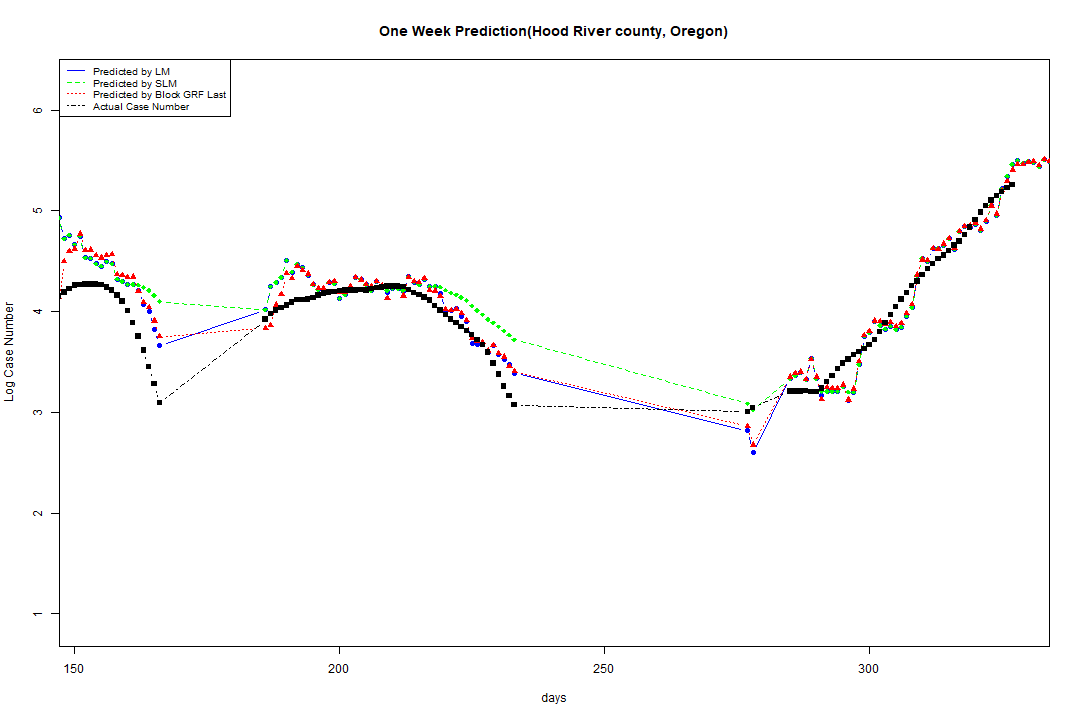 One Week Prediction(Hood River county, Oregon)
Predicted by LM
Predicted by SLM
Predicted by Block GRF Last
Actual Case Number
6
5
4
3
2
1
Log Case Number
150 200 250 300
days